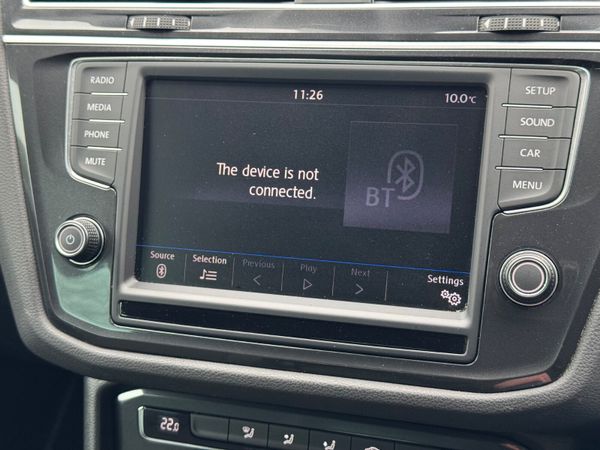 11:26
10.0°C
RADIO
MEDIA
PHONE
MUTE
SETUP
SOUND
CAR
MENU
The device is not
connected.
BT
Source
Selection
Previous
Play
Next
Settings
22.0